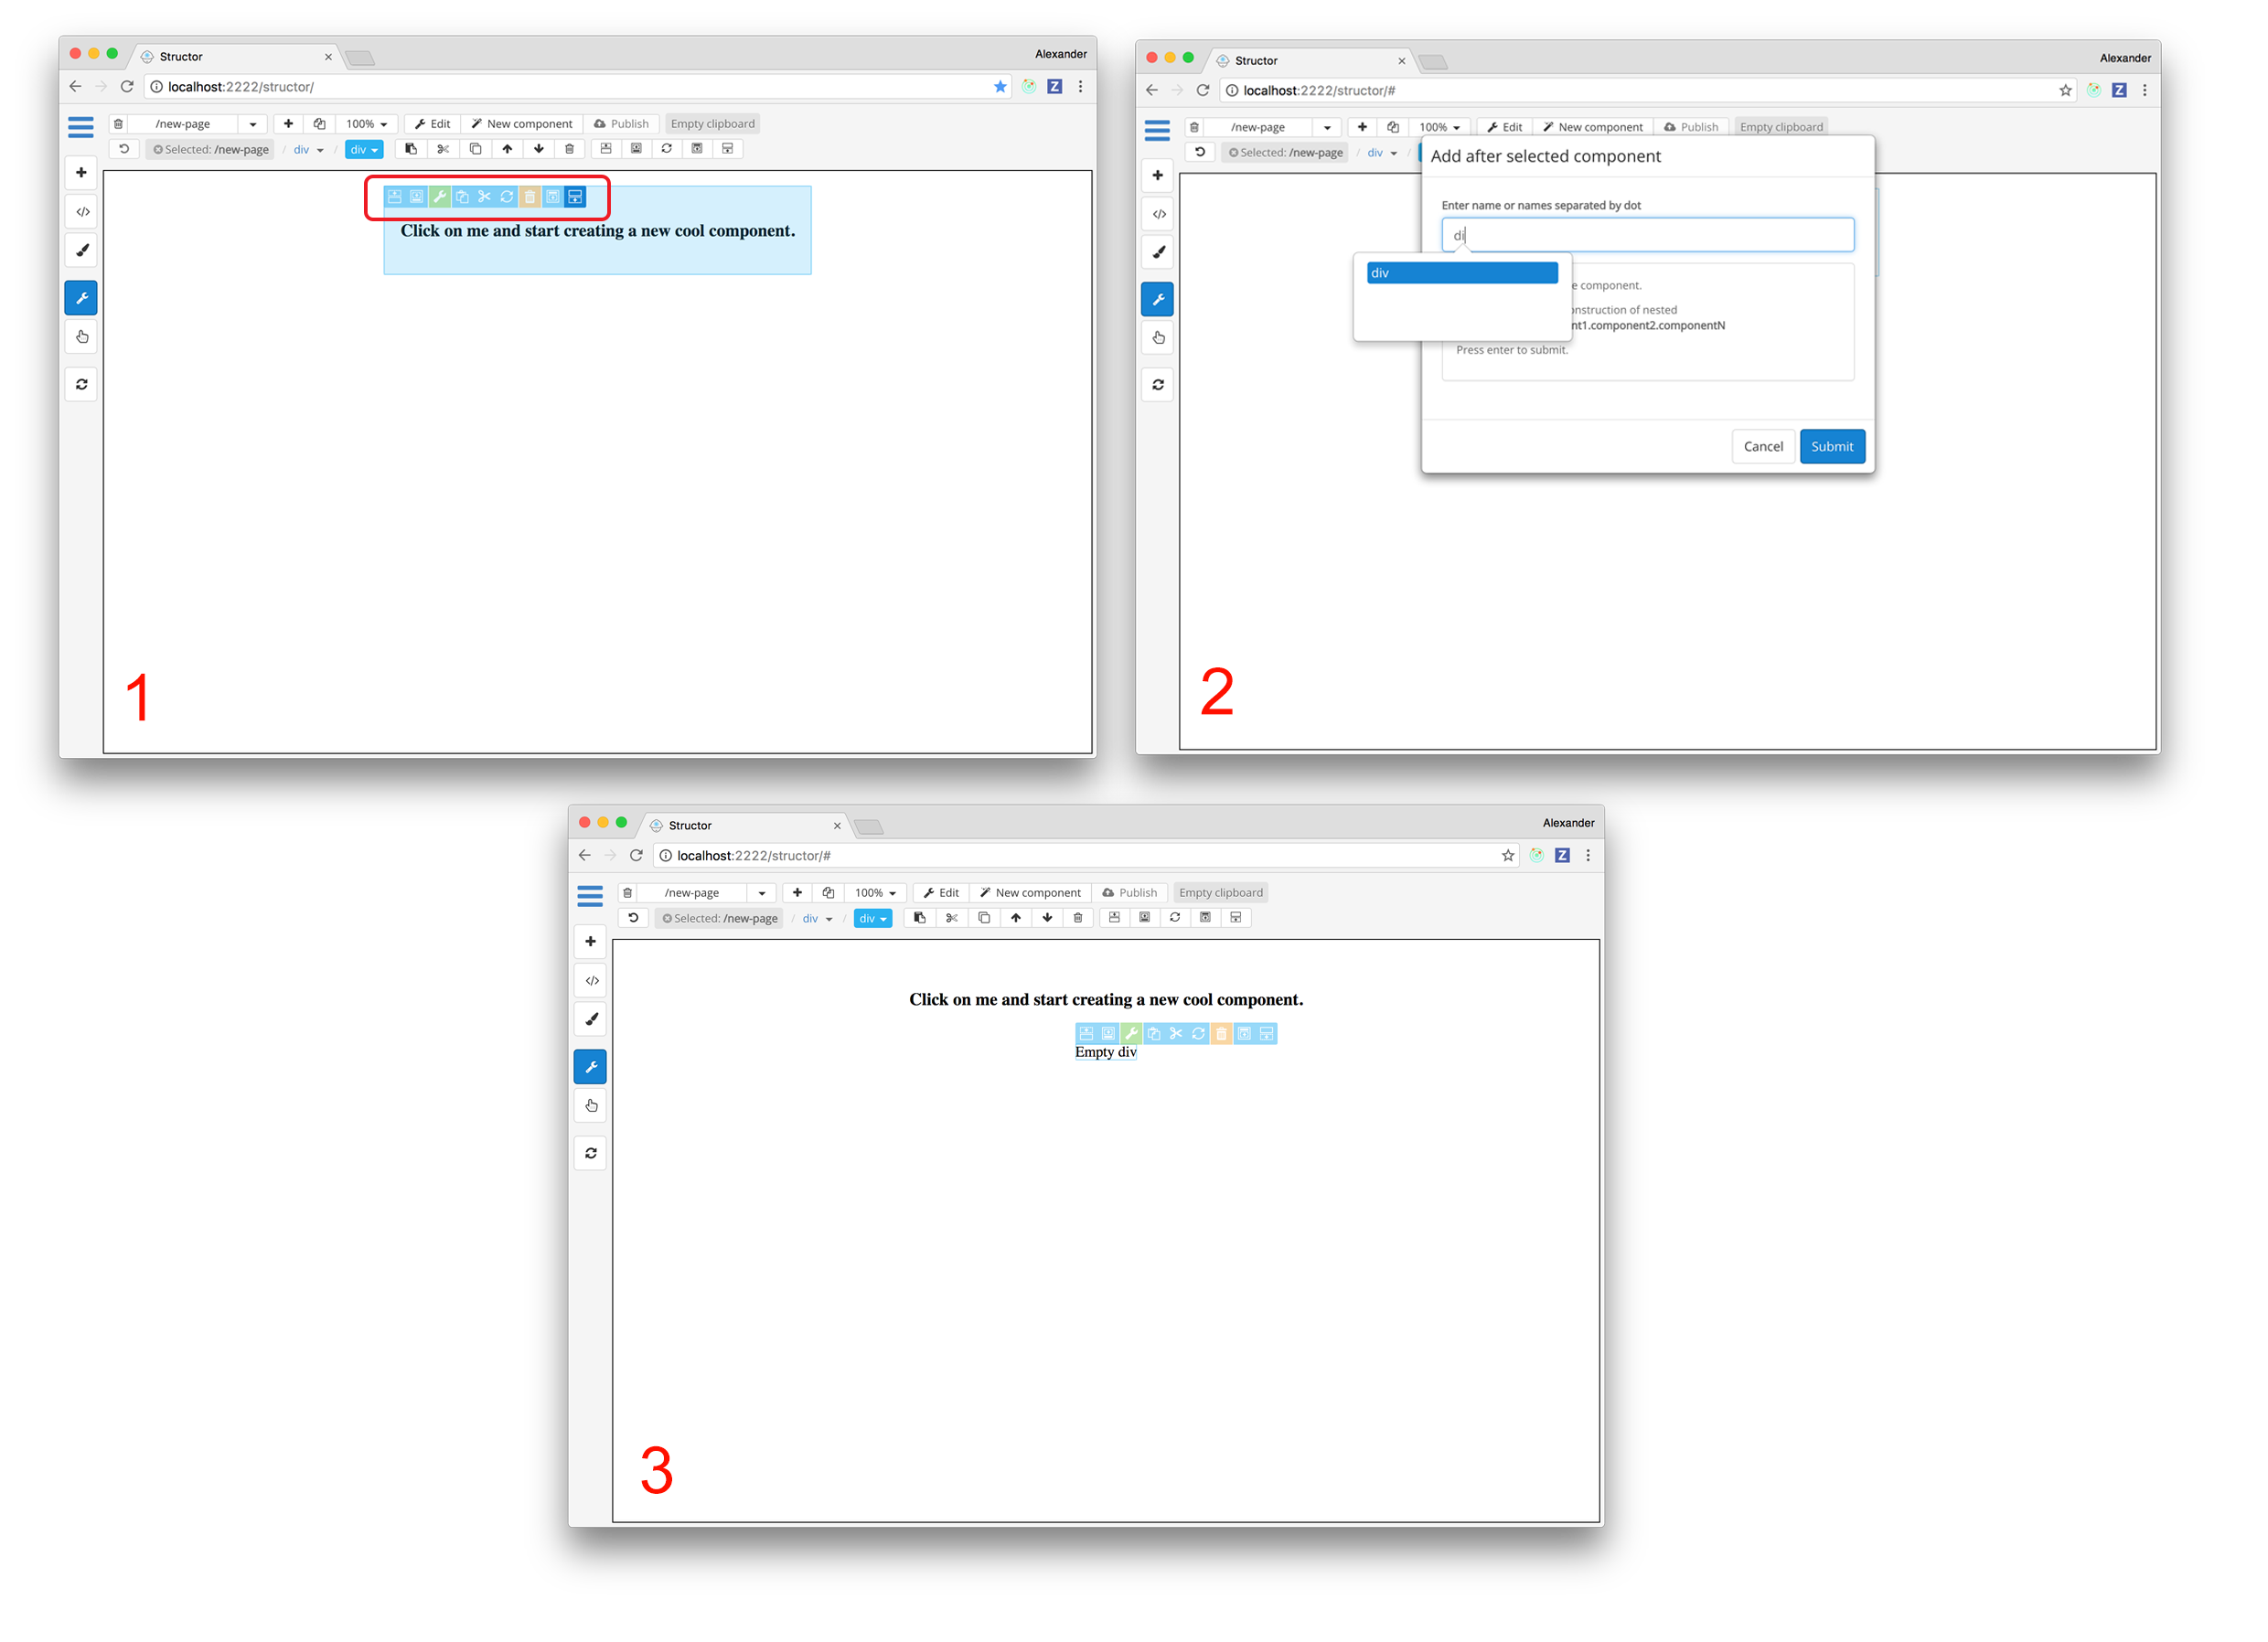 Structor
Alexander
localhost:2222/structor/
/new-page 100% Edit New component Publish Empty clipboard
Selected: /new-page / div / div
Click on me and start creating a new cool component.
1
Structor
Alexander
localhost:2222/structor/#
/new-page 100% Edit New component Publish Empty clipboard
Selected: /new-page / div /
Add after selected component
Enter name or names separated by dot
di
div
component.
of nested
.component2.componentN
Press enter to submit.
Cancel Submit
2
Structor
Alexander
localhost:2222/structor/#
/new-page 100% Edit New component Publish Empty clipboard
Selected: /new-page / div / div
Click on me and start creating a new cool component.
Empty div
3